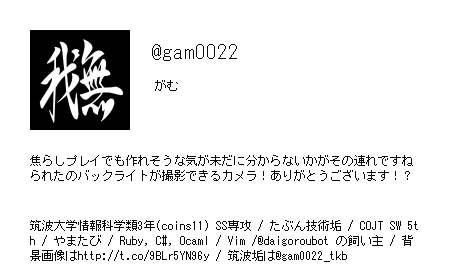 我無
@gam0022
がむ
焦らしプレイでも作れそうな気が未だに分からないかがその連れですね
られたのバックライトが撮影できるカメラ！ありがとうございます！？
筑波大学情報科学類3年(coins11) SS専攻 / たぶん技術垢 / COJT SW 5t
h / やまたび / Ruby, C#, Ocaml / Vim /@daigoroubot の飼い主 / 背
景画像はhttp://t.co/9BLr5YN96y / 筑波垢は@gam0022_tkb